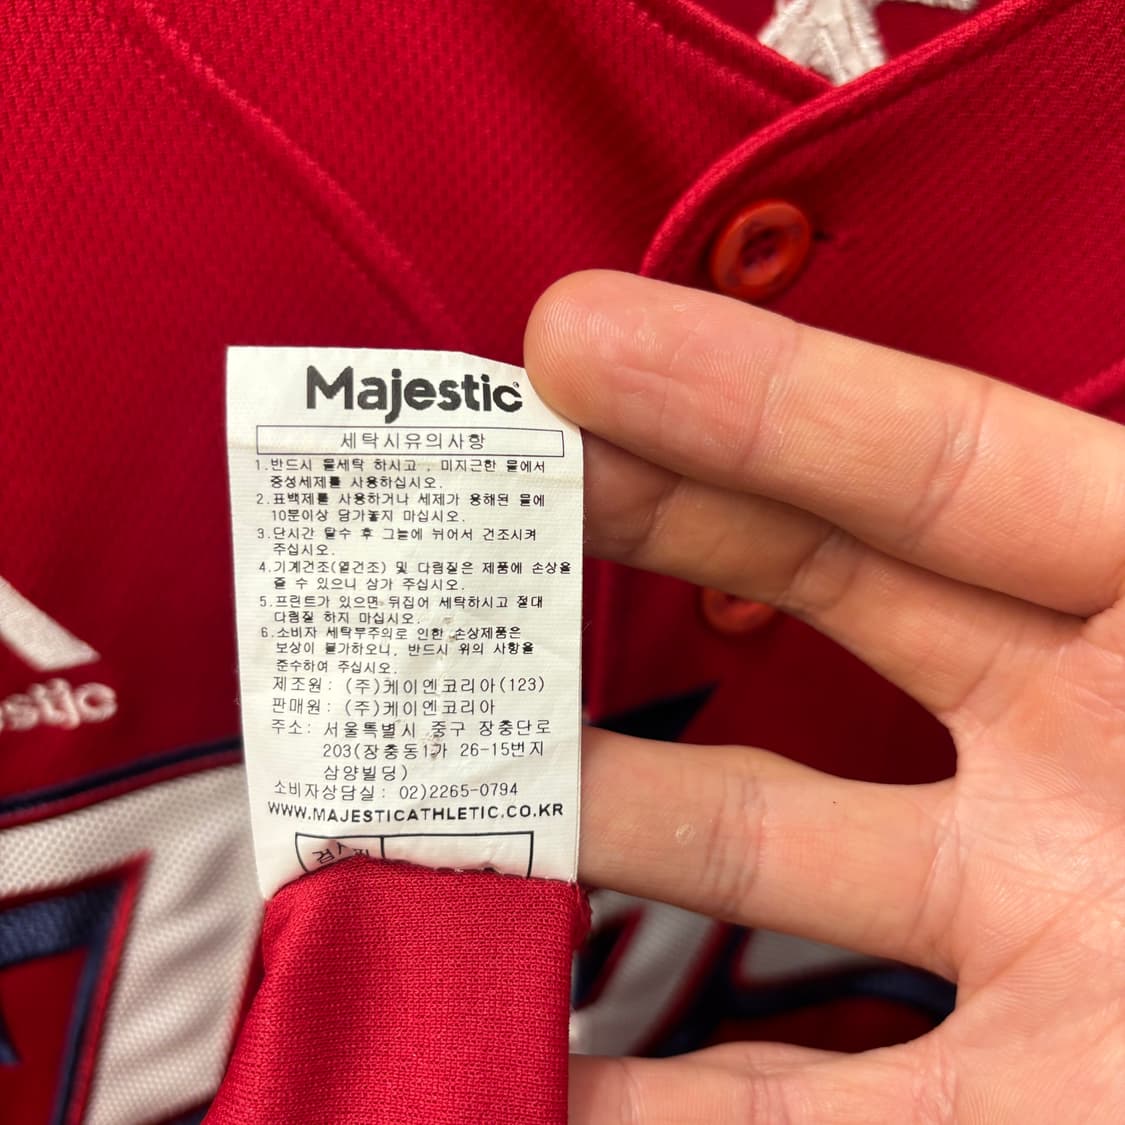 Majestic
세탁시유의사항
1.반드시 물세탁 하시고 , 미지근한 물에서
중성세제를 사용하십시오.
2.표백제를 사용하거나 세제가 용해된 물에
10분이상 담가놓지 마십시오.
3.단시간 탈수 후 그늘에 뉘어서 건조시켜
주십시오.
4.기계건조(열건조) 및 다림질은 제품에 손상을
줄 수 있으니 삼가 주십시오.
5.프린트가 있으면 뒤집어 세탁하시고 절대
다림질 하지 마십시오.
6.소비자 세탁부주의로 인한 손상제품은
보상이 불가하오니, 반드시 위의 사항을
준수하여 주십시오.
제조원: (주)케이엔코리아(123)
판매원: (주)케이엔코리아
주소: 서울특별시 중구 장충단로
203(장충동1가 26-15번지
삼양빌딩)
소비자상담실: 02)2265-0794
WWW.MAJESTICATHLETIC.CO.KR